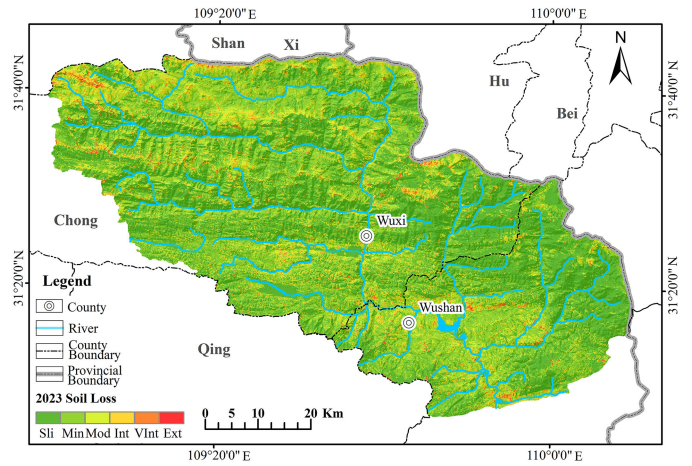 109°20'0" E
110°0'0" E
Shan Xi
N
Hu
Bei
31°40'0" N
31°40'0" N
Chong
Wuxi
31°20'0" N
31°20'0" N
Legend
County
River
County
Boundary
Provincial
Boundary
Wushan
Qing
2023 Soil Loss
Sli Min Mod Int VInt Ext
0 5 10 20 Km
109°20'0" E
110°0'0" E